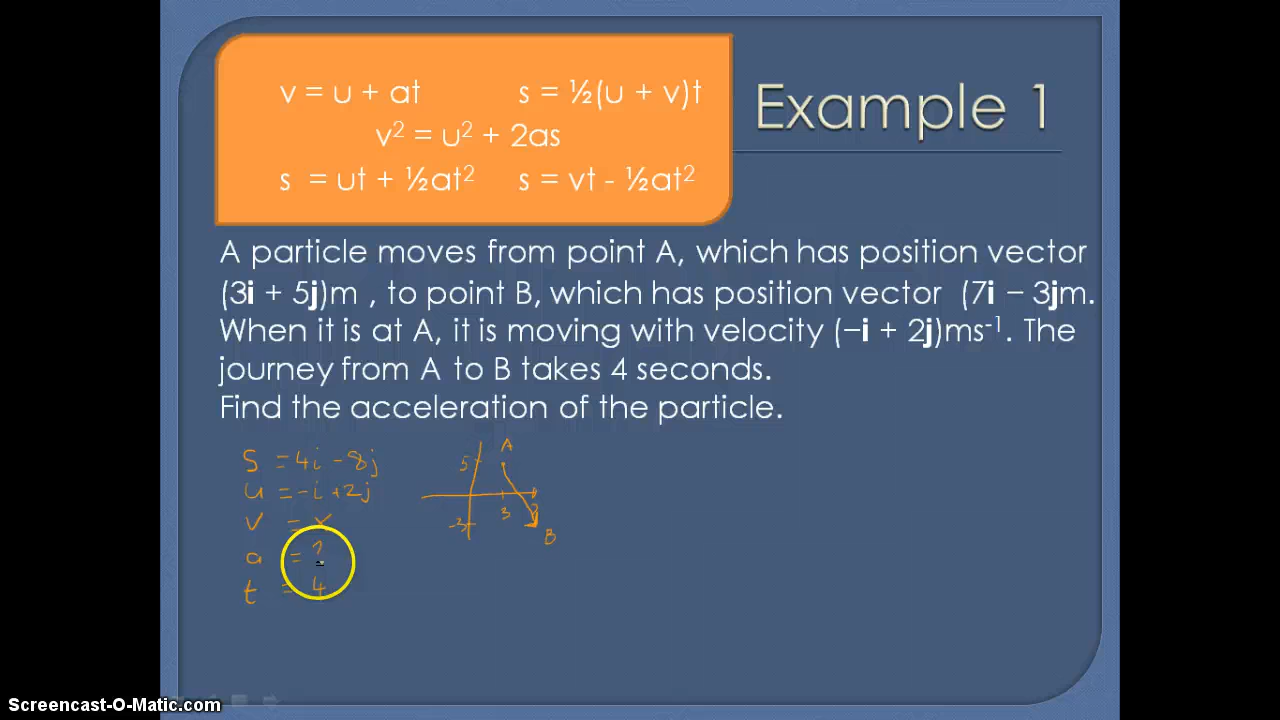 v = u + at s = ½(u + v)t
v² = u² + 2as
s = ut + ½at² s = vt - ½at²
Example 1
A particle moves from point A, which has position vector
(3i + 5j)m , to point B, which has position vector (7i − 3jm.
When it is at A, it is moving with velocity (−i + 2j)ms⁻¹. The
journey from A to B takes 4 seconds.
Find the acceleration of the particle.
S = 4i - 8j
u = -i + 2j
v = x
a = ?
t = 4
A
5
3
-3
B
Screencast-O-Matic.com